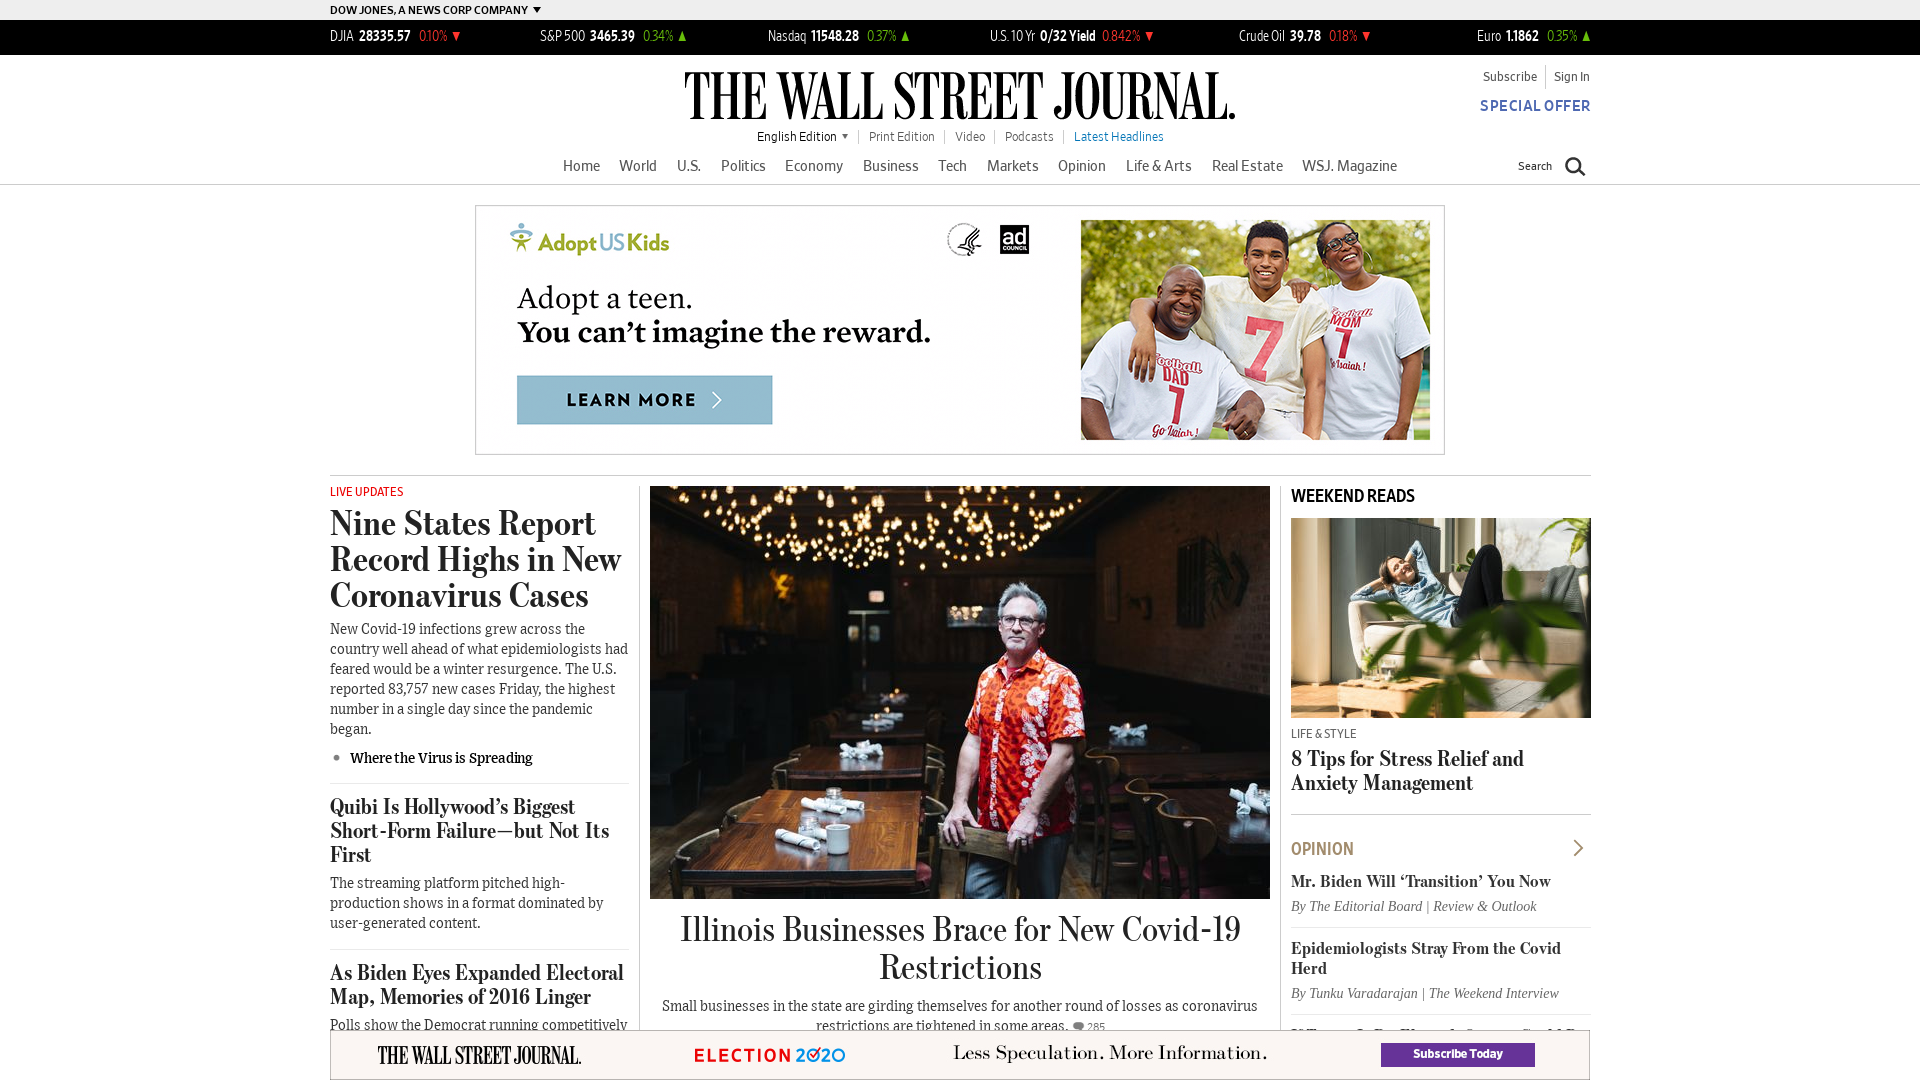 DOW JONES, A NEWS CORP COMPANY
DJIA 28335.57 0.10% S&P 500 3465.39 0.34% Nasdaq 11548.28 0.37% U.S. 10 Yr 0/32 Yield 0.842% Crude Oil 39.78 0.18% Euro 1.1862 0.35%
THE WALL STREET JOURNAL.
Subscribe Sign In
SPECIAL OFFER
English Edition Print Edition Video Podcasts Latest Headlines
Home World U.S. Politics Economy Business Tech Markets Opinion Life & Arts Real Estate WSJ. Magazine
Search
AdoptUSKids
ad
COUNCIL
Adopt a teen.
You can't imagine the reward.
LEARN MORE
Football
DAD
7
Go Isaiah!
7
Football
MOM
7
Go Isaiah!
LIVE UPDATES
Nine States Report
Record Highs in New
Coronavirus Cases
New Covid-19 infections grew across the
country well ahead of what epidemiologists had
feared would be a winter resurgence. The U.S.
reported 83,757 new cases Friday, the highest
number in a single day since the pandemic
began.
Where the Virus is Spreading
Quibi Is Hollywood's Biggest
Short-Form Failure—but Not Its
First
The streaming platform pitched high-
production shows in a format dominated by
user-generated content.
As Biden Eyes Expanded Electoral
Map, Memories of 2016 Linger
Polls show the Democrat running competitively
Illinois Businesses Brace for New Covid-19
Restrictions
Small businesses in the state are girding themselves for another round of losses as coronavirus
restrictions are tightened in some areas. 285
WEEKEND READS
LIFE & STYLE
8 Tips for Stress Relief and
Anxiety Management
OPINION
Mr. Biden Will ‘Transition’ You Now
By The Editorial Board | Review & Outlook
Epidemiologists Stray From the Covid
Herd
By Tunku Varadarajan | The Weekend Interview
THE WALL STREET JOURNAL.
ELECTION 2020
Less Speculation. More Information.
Subscribe Today